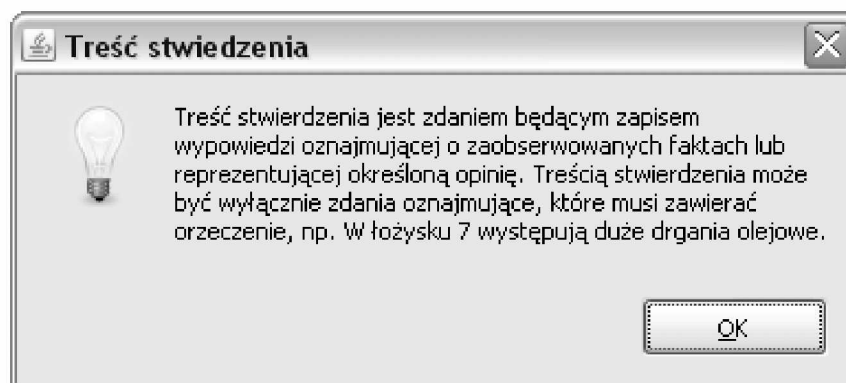 Treść stwiedzenia
Treść stwierdzenia jest zdaniem będącym zapisem
wypowiedzi oznajmującej o zaobserwowanych faktach lub
reprezentującej określoną opinię. Treścią stwierdzenia może
być wyłącznie zdania oznajmujące, które musi zawierać
orzeczenie, np. W łożysku 7 występują duże drgania olejowe.
OK